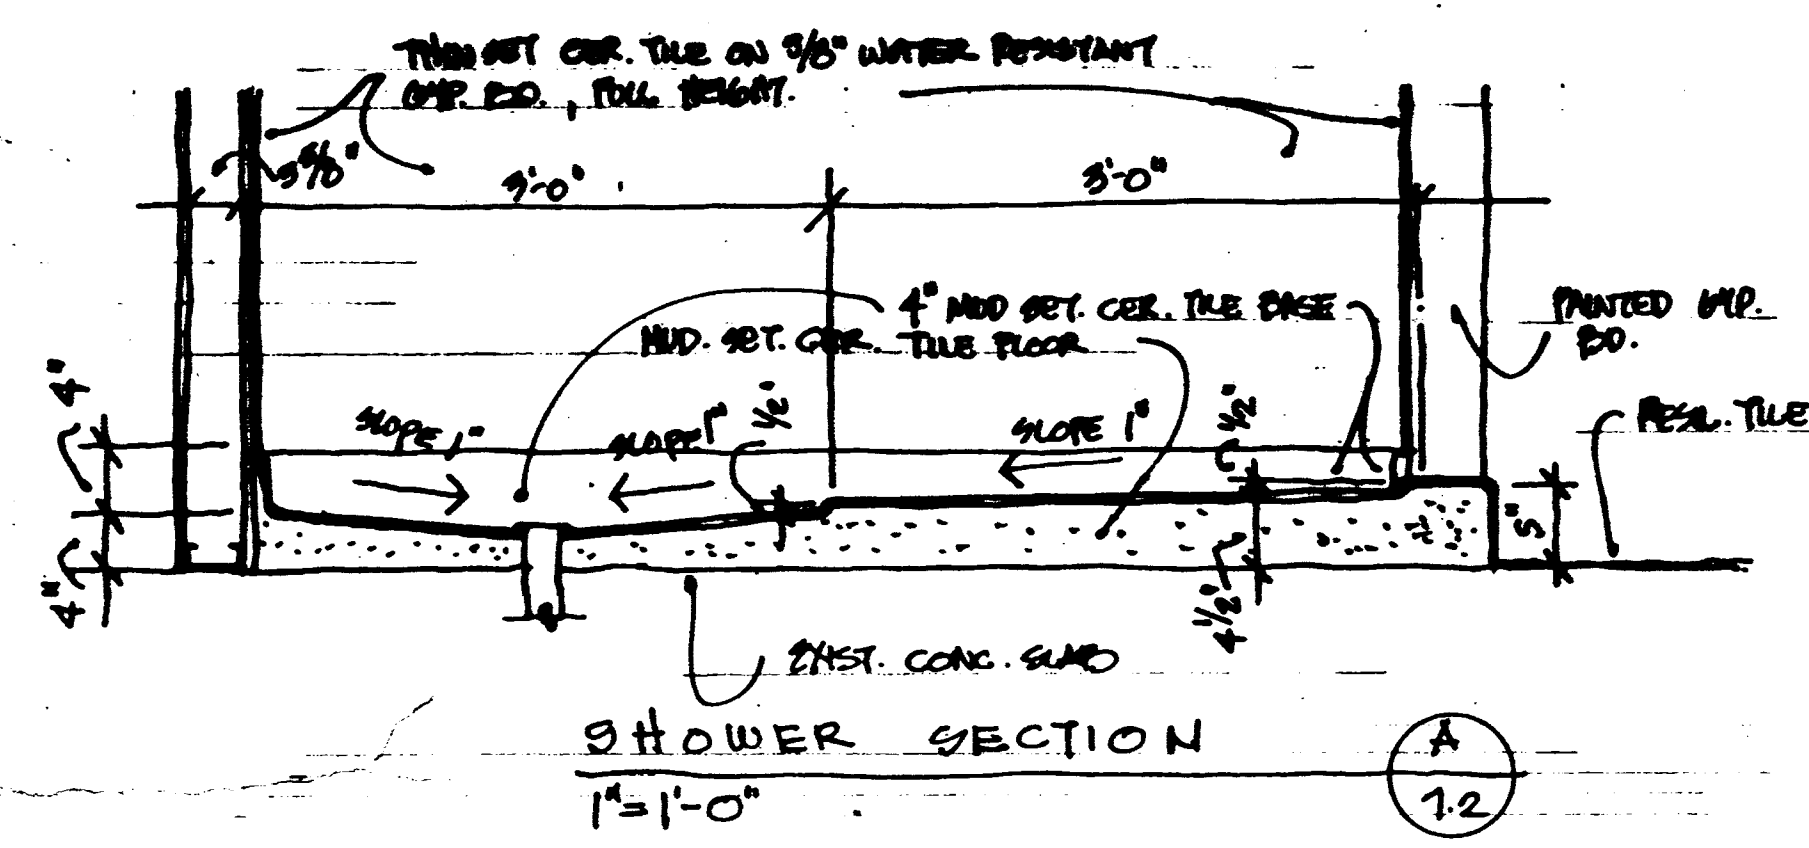 THIN SET CER. TILE ON 5/8" WATER RESISTANT
GYP. BD., FULL HEIGHT.
3 5/8"
3'-0"
3'-0"
4" MUD SET. CER. TILE BASE
MUD. SET. CER. TILE FLOOR
PAINTED GYP.
BD.
4"
SLOPE 1"
SLOPE 1"
1/2"
SLOPE 1"
1/2"
RESIL. TILE
4"
4 1/2"
5"
EXIST. CONC. SLAB
SHOWER SECTION
1"=1'-0"
A
7.2